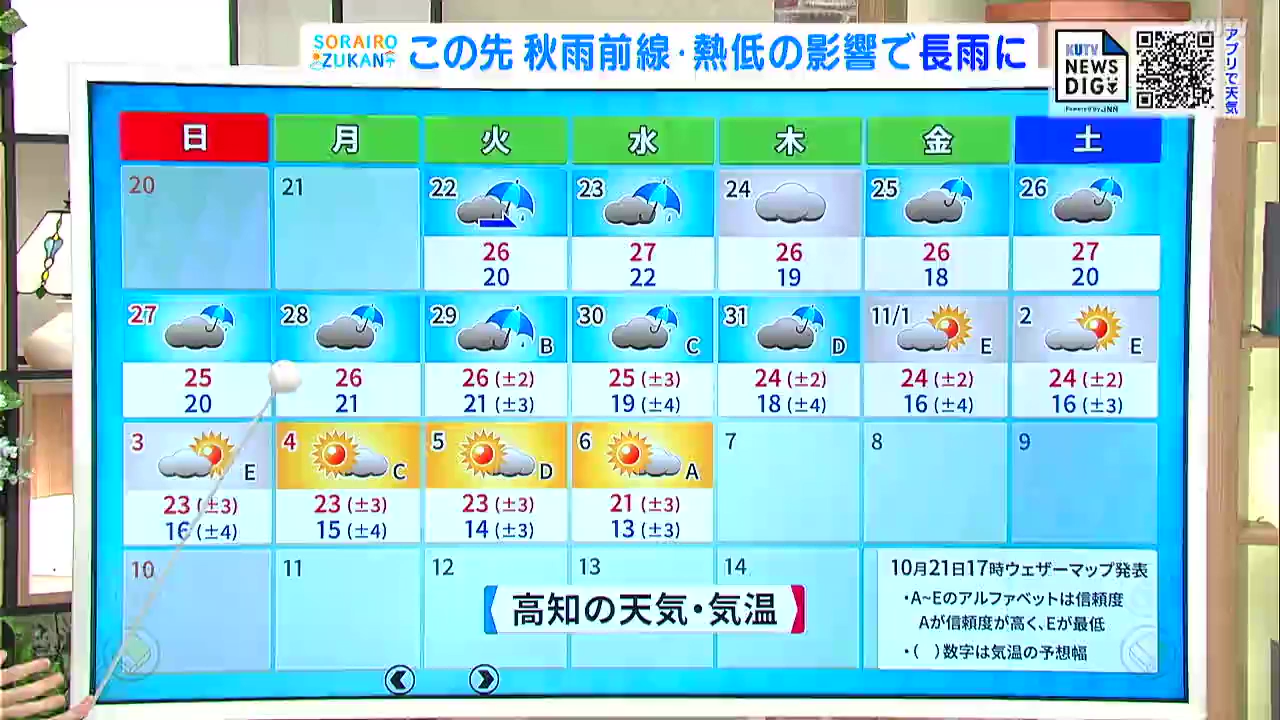 SORAIRO
ZUKAN
この先 秋雨前線・熱低の影響で長雨に
KUTV
NEWS
DIG
Powered by JNN
アプリで天気
日 月 火 水 木 金 土
20 21 22 23 24 25 26
26 27 26 26 27
20 22 19 18 20
27 28 29 B 30 C 31 D 11/1 E 2 E
25 26 26 (±2) 25 (±3) 24 (±2) 24 (±2) 24 (±2)
20 21 21 (±3) 19 (±4) 18 (±4) 16 (±4) 16 (±3)
3 E 4 C 5 D 6 A 7 8 9
23 (±3) 23 (±3) 23 (±3) 21 (±3)
16 (±4) 15 (±4) 14 (±3) 13 (±3)
10 11 12 13 14
高知の天気・気温
10月21日17時ウェザーマップ発表
・A~Eのアルファベットは信頼度
Aが信頼度が高く、Eが最低
・(　)数字は気温の予想幅